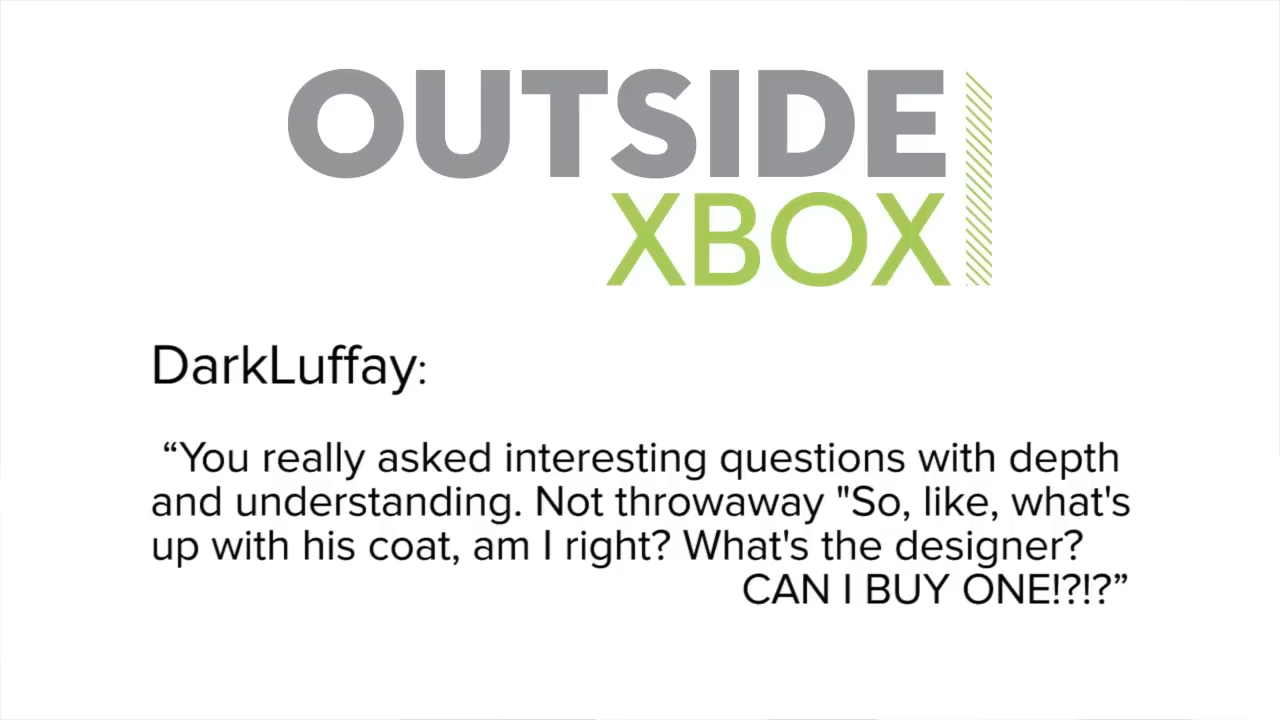 OUTSIDE
XBOX
DarkLuffay:
“You really asked interesting questions with depth
and understanding. Not throwaway "So, like, what's
up with his coat, am I right? What's the designer?
CAN I BUY ONE!?!?”